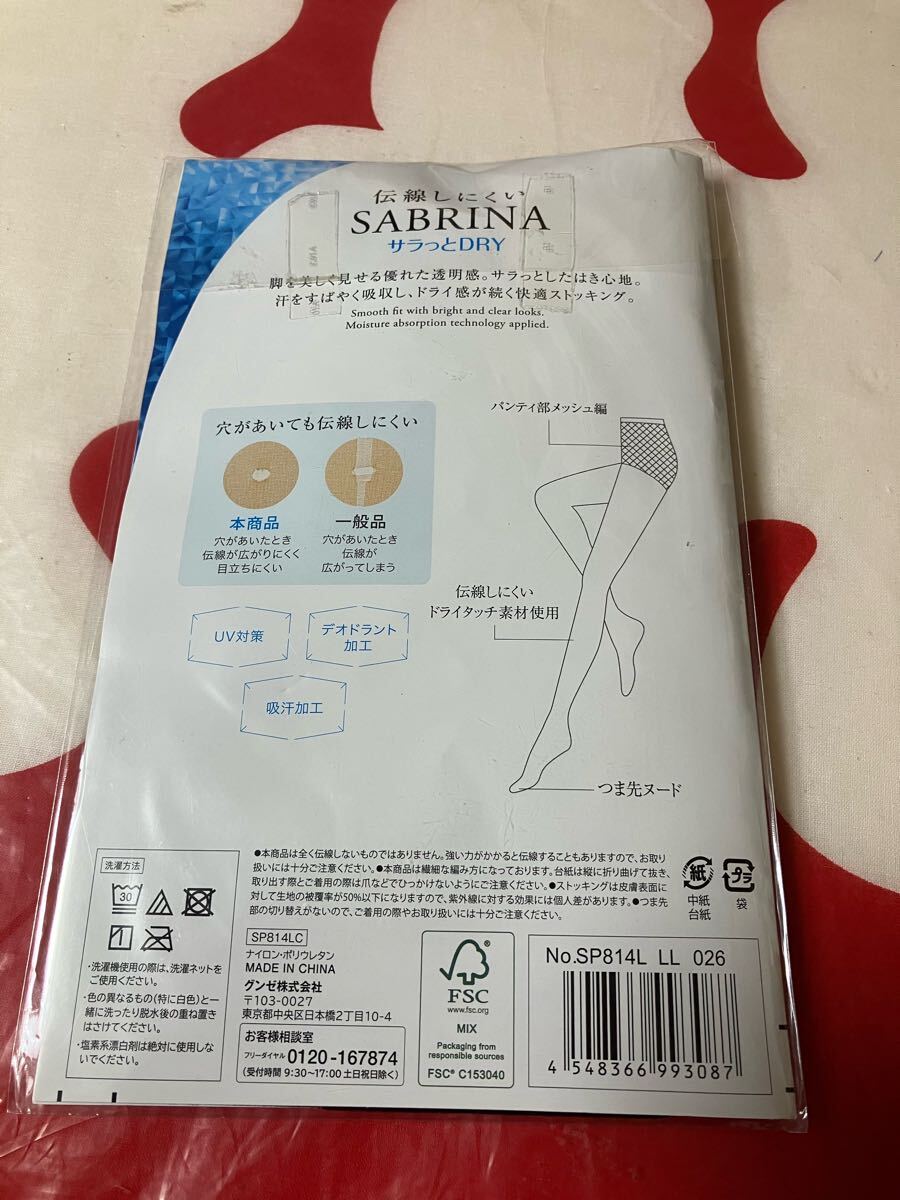 伝線しにくい
SABRINA
サラっとDRY
脚を美しく見せる優れた透明感。サラっとしたはき心地。
汗をすばやく吸収し、ドライ感が続く快適ストッキング。
Smooth fit with bright and clear looks.
Moisture absorption technology applied.
穴があいても伝線しにくい
本商品
穴があいたとき
伝線が広がりにくく
目立ちにくい
一般品
穴があいたとき
伝線が
広がってしまう
パンティ部メッシュ編
伝線しにくい
ドライタッチ素材使用
つま先ヌード
UV対策
デオドラント
加工
吸汗加工
洗濯方法
30
・洗濯機使用の際は、洗濯ネットを
ご使用ください。
・色の異なるもの(特に白色)と一
緒に洗ったり脱水後の重ね置き
はさけてください。
・塩素系漂白剤は絶対に使用しな
いでください。
●本商品は全く伝線しないものではありません。強い力がかかると伝線することもありますので、お取り
扱いには十分ご注意ください。●本商品は繊細な編み方になっております。台紙は縦に折り曲げて抜き、
取り出す際とご着用の際は爪などでひっかけないようにご注意ください。●ストッキングは皮膚表面に
対して生地の被覆率が50%以下になりますので、紫外線に対する効果には個人差があります。●つま先
部の切り替えがないので、ご着用の際やお取り扱いには十分ご注意ください。
紙
中紙
台紙
プラ
袋
SP814LC
ナイロン・ポリウレタン
MADE IN CHINA
グンゼ株式会社
〒103-0027
東京都中央区日本橋2丁目10-4
お客様相談室
フリーダイヤル 0120-167874
(受付時間 9:30〜17:00 土日祝日除く)
FSC
www.fsc.org
MIX
Packaging from
responsible sources
FSC® C153040
No.SP814L LL 026
4 548366 993087